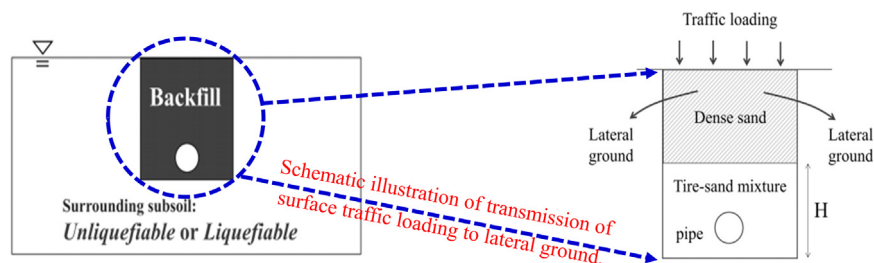 Backfill
Surrounding subsoil:
Unliquefiable or Liquefiable
Schematic illustration of transmission of
surface traffic loading to lateral ground
Traffic loading
Dense sand
Lateral
ground
Lateral
ground
Tire-sand mixture
H
pipe